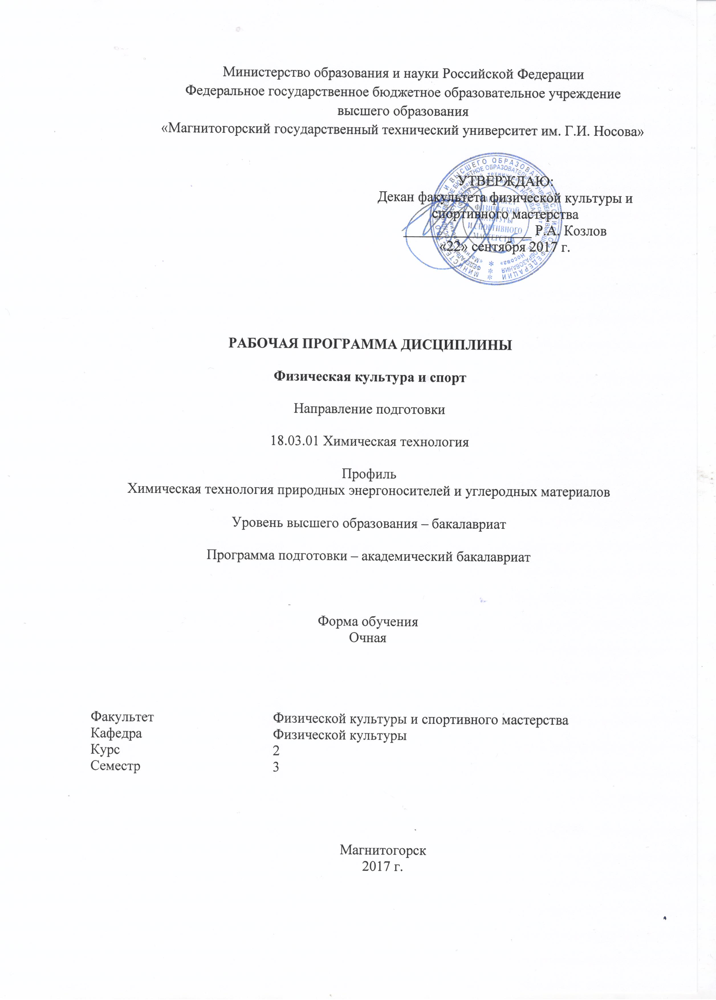 Министерство образования и науки Российской Федерации
Федеральное государственное бюджетное образовательное учреждение
высшего образования
«Магнитогорский государственный технический университет им. Г.И. Носова»
УТВЕРЖДАЮ:
Декан факультета физической культуры и
спортивного мастерства
Р.А. Козлов
«22» сентября 2017 г.
РАБОЧАЯ ПРОГРАММА ДИСЦИПЛИНЫ
Физическая культура и спорт
Направление подготовки
18.03.01 Химическая технология
Профиль
Химическая технология природных энергоносителей и углеродных материалов
Уровень высшего образования – бакалавриат
Программа подготовки – академический бакалавриат
Форма обучения
Очная
Факультет Физической культуры и спортивного мастерства
Кафедра Физической культуры
Курс 2
Семестр 3
Магнитогорск
2017 г.